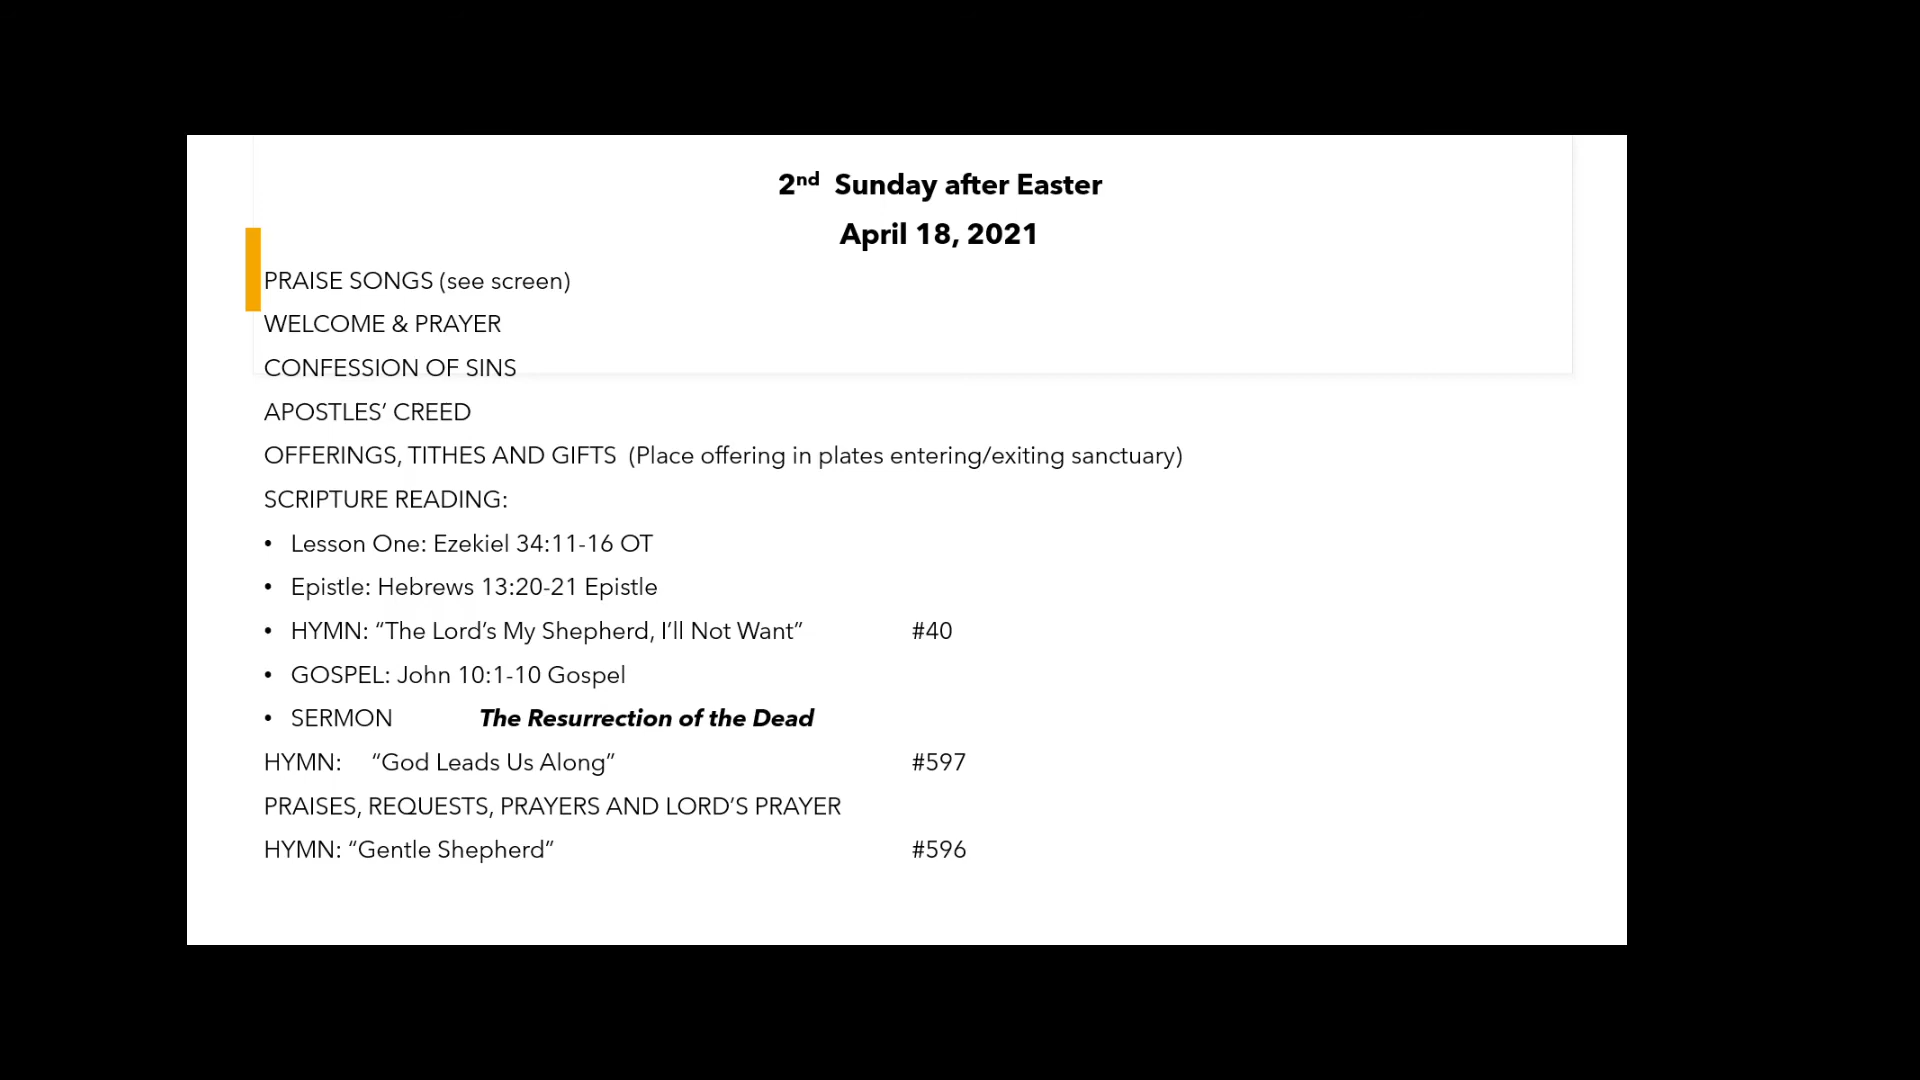 2nd Sunday after Easter
April 18, 2021
PRAISE SONGS (see screen)
WELCOME & PRAYER
CONFESSION OF SINS
APOSTLES’ CREED
OFFERINGS, TITHES AND GIFTS (Place offering in plates entering/exiting sanctuary)
SCRIPTURE READING:
• Lesson One: Ezekiel 34:11-16 OT
• Epistle: Hebrews 13:20-21 Epistle
• HYMN: “The Lord’s My Shepherd, I’ll Not Want” #40
• GOSPEL: John 10:1-10 Gospel
• SERMON The Resurrection of the Dead
HYMN: “God Leads Us Along” #597
PRAISES, REQUESTS, PRAYERS AND LORD’S PRAYER
HYMN: “Gentle Shepherd” #596